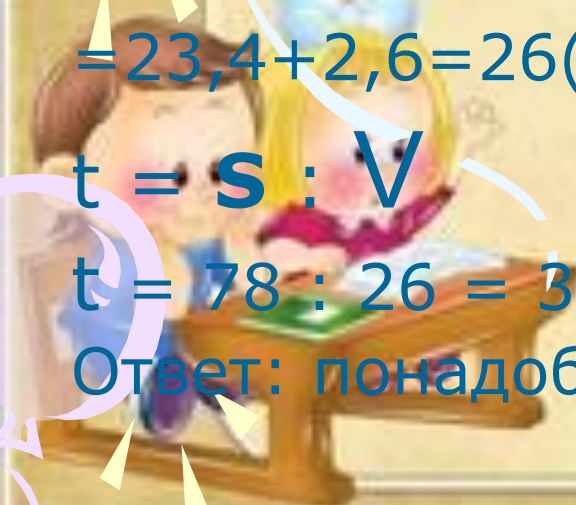 =23,4+2,6=26(
t = s : V
t = 78 : 26 = 3
Ответ: понадоб